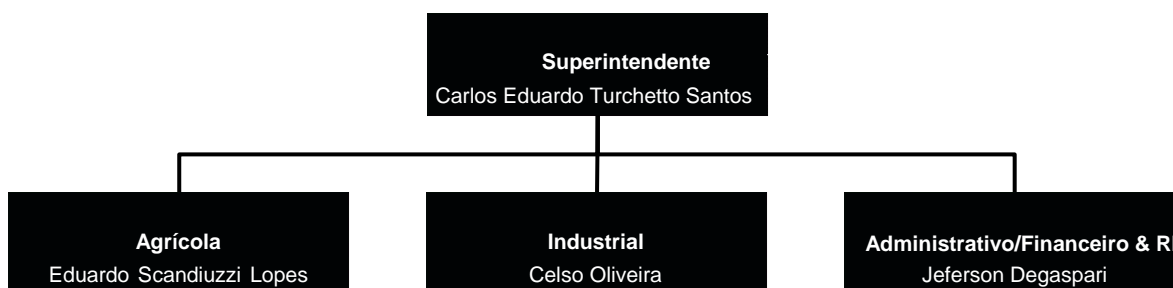 Superintendente
Carlos Eduardo Turchetto Santos
Agrícola
Eduardo Scandiuzzi Lopes
Industrial
Celso Oliveira
Administrativo/Financeiro & R
Jeferson Degaspari